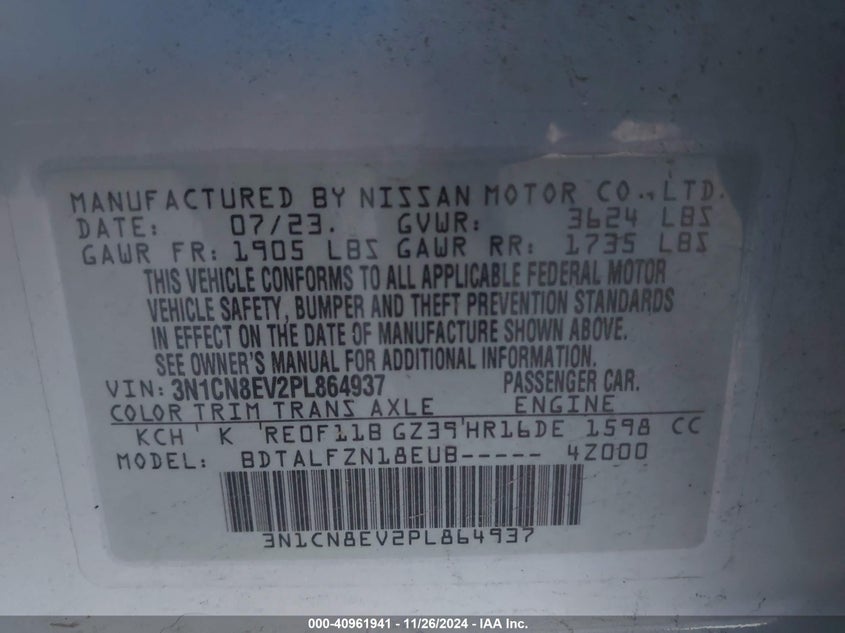 MANUFACTURED BY NISSAN MOTOR CO., LTD.
DATE: 07/23. GVWR: 3624 LBS
GAWR FR: 1905 LBS GAWR RR: 1735 LBS
THIS VEHICLE CONFORMS TO ALL APPLICABLE FEDERAL MOTOR
VEHICLE SAFETY, BUMPER AND THEFT PREVENTION STANDARDS
IN EFFECT ON THE DATE OF MANUFACTURE SHOWN ABOVE.
SEE OWNER'S MANUAL FOR ADDITIONAL INFORMATION.
VIN: 3N1CN8EV2PL864937 PASSENGER CAR.
COLOR TRIM TRANS AXLE ENGINE
KCH K RE0F11B GZ39 HR16DE 1598 CC
MODEL: BDTALFZN18EUB----- 4Z000
3N1CN8EV2PL864937
000-40961941 - 11/26/2024 - IAA Inc.